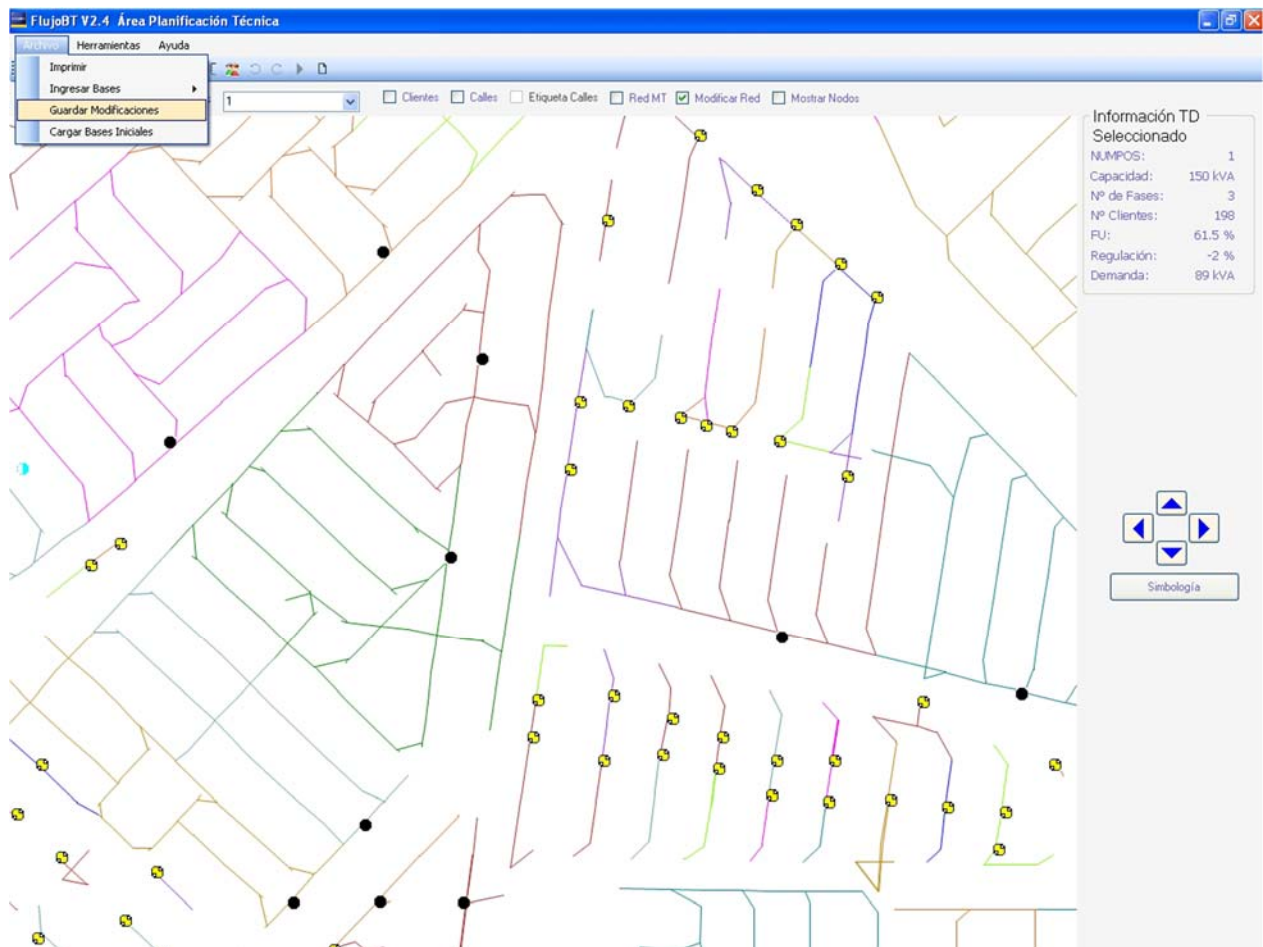 FlujoBT V2.4 Área Planificación Técnica
Archivo Herramientas Ayuda
Imprimir
Ingresar Bases
Guardar Modificaciones
Cargar Bases Iniciales
1
Clientes Calles Etiqueta Calles Red MT Modificar Red Mostrar Nodos
Información TD
Seleccionado
NUMPOS: 1
Capacidad: 150 kVA
Nº de Fases: 3
Nº Clientes: 198
FU: 61.5 %
Regulación: -2 %
Demanda: 89 kVA
Simbología